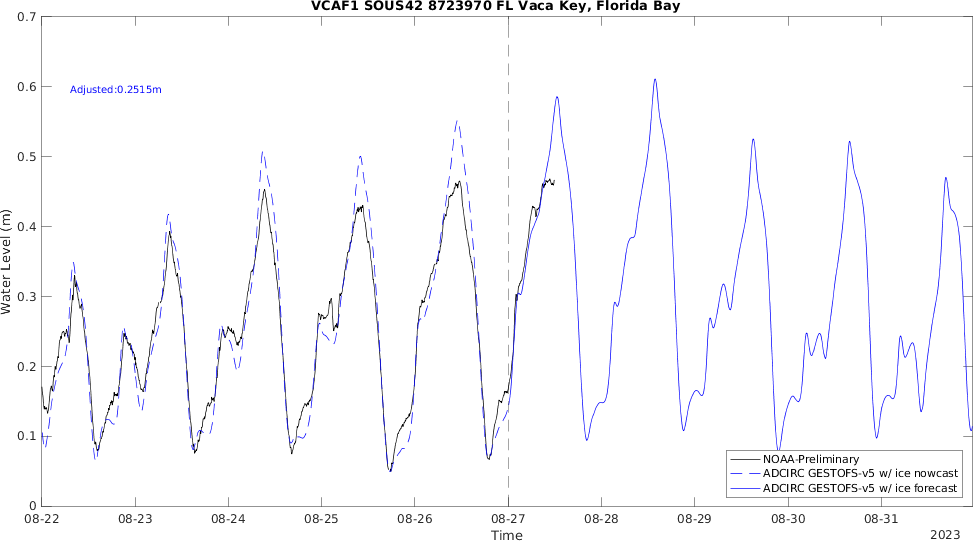 VCAF1 SOUS42 8723970 FL Vaca Key, Florida Bay
Water Level (m)
0.7
0.6
0.5
0.4
0.3
0.2
0.1
0
Adjusted:0.2515m
NOAA-Preliminary
ADCIRC GESTOFS-v5 w/ ice nowcast
ADCIRC GESTOFS-v5 w/ ice forecast
08-22 08-23 08-24 08-25 08-26 08-27 08-28 08-29 08-30 08-31
Time
2023